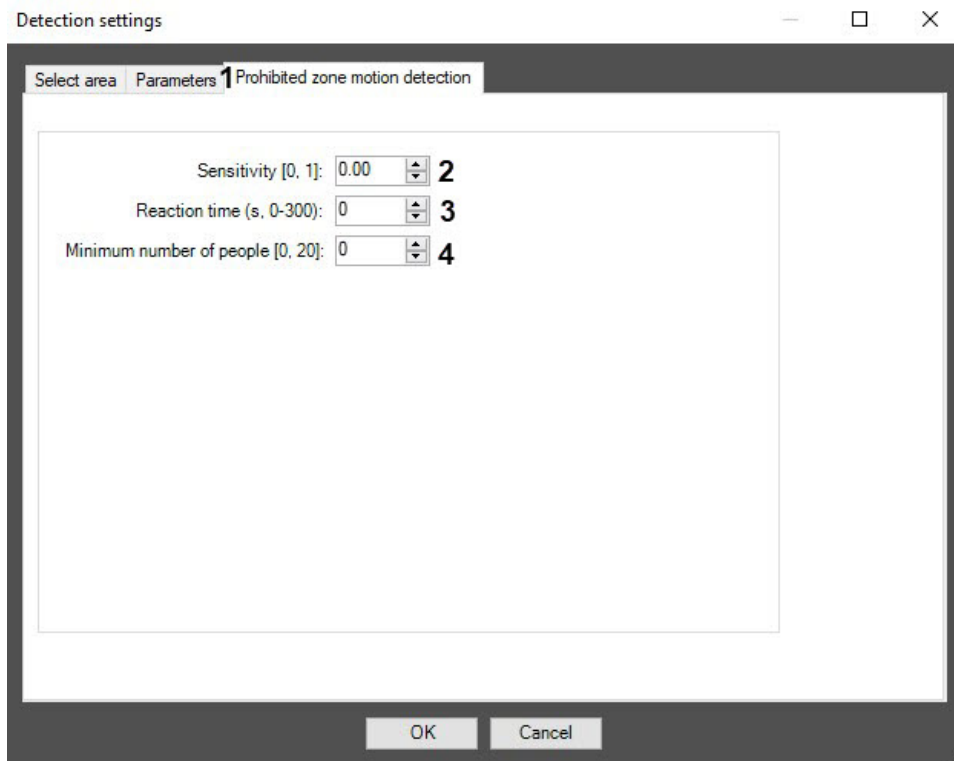 Detection settings
Select area Parameters 1 Prohibited zone motion detection
Sensitivity [0, 1]: 0.00 2
Reaction time (s, 0-300): 0 3
Minimum number of people [0, 20]: 0 4
OK Cancel